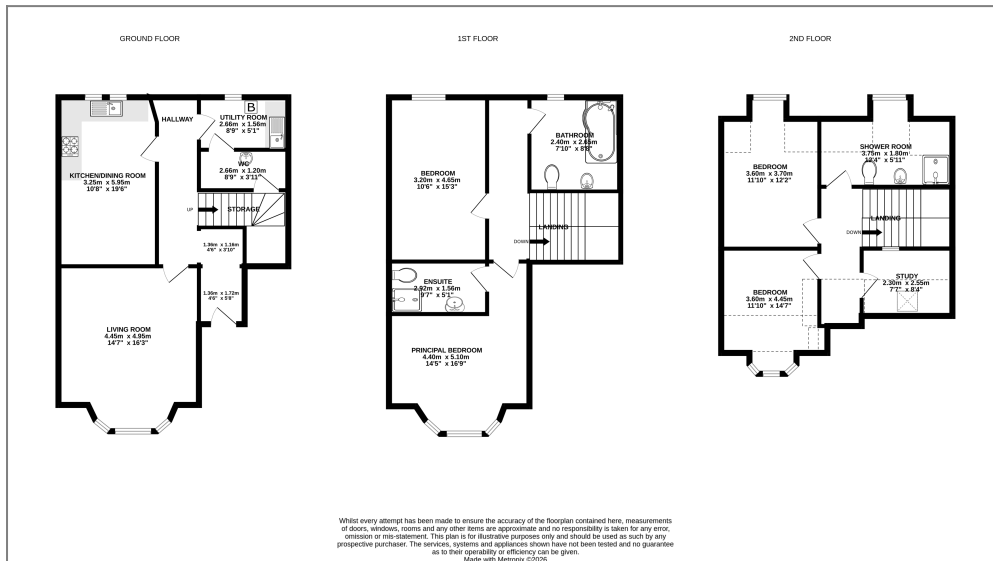 GROUND FLOOR
1ST FLOOR
2ND FLOOR
HALLWAY
B
UTILITY ROOM
2.66m x 1.56m
8'9" x 5'1"
WC
2.66m x 1.20m
8'9" x 3'11"
KITCHEN/DINING ROOM
3.25m x 5.95m
10'8" x 19'6"
UP
STORAGE
1.36m x 1.16m
4'6" x 3'10"
1.36m x 1.72m
4'6" x 5'8"
LIVING ROOM
4.45m x 4.95m
14'7" x 16'3"
BATHROOM
2.40m x 2.65m
7'10" x 8'8"
BEDROOM
3.20m x 4.65m
10'6" x 15'3"
LANDING
DOWN
ENSUITE
2.92m x 1.56m
9'7" x 5'1"
PRINCIPAL BEDROOM
4.40m x 5.10m
14'5" x 16'9"
SHOWER ROOM
3.75m x 1.80m
12'4" x 5'11"
BEDROOM
3.60m x 3.70m
11'10" x 12'2"
LANDING
DOWN
STUDY
2.30m x 2.55m
7'7" x 8'4"
BEDROOM
3.60m x 4.45m
11'10" x 14'7"
Whilst every attempt has been made to ensure the accuracy of the floorplan contained here, measurements
of doors, windows, rooms and any other items are approximate and no responsibility is taken for any error,
omission or mis-statement. This plan is for illustrative purposes only and should be used as such by any
prospective purchaser. The services, systems and appliances shown have not been tested and no guarantee
as to their operability or efficiency can be given.
Made with Metropix ©2026